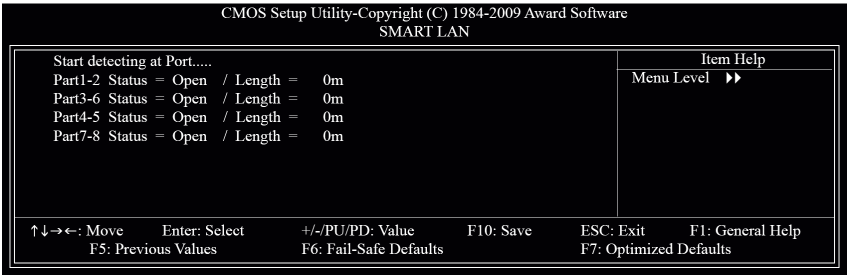 CMOS Setup Utility-Copyright (C) 1984-2009 Award Software
SMART LAN
Start detecting at Port.....
Part1-2 Status = Open / Length = 0m
Part3-6 Status = Open / Length = 0m
Part4-5 Status = Open / Length = 0m
Part7-8 Status = Open / Length = 0m
Item Help
Menu Level ▶▶
↑↓→←: Move Enter: Select +/-/PU/PD: Value F10: Save ESC: Exit F1: General Help
F5: Previous Values F6: Fail-Safe Defaults F7: Optimized Defaults